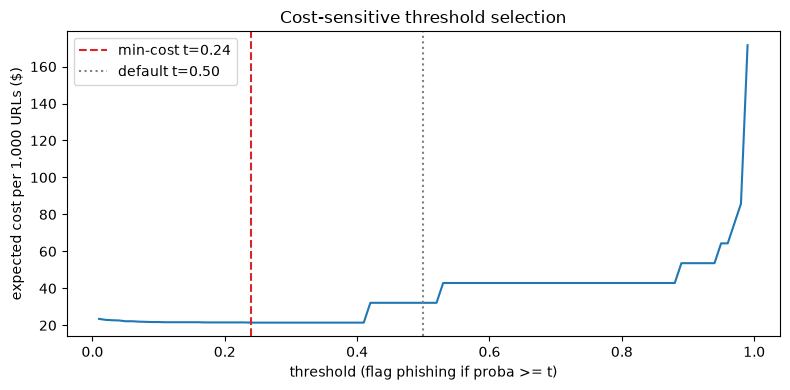 Cost-sensitive threshold selection
min-cost t=0.24
default t=0.50
expected cost per 1,000 URLs ($)
160
140
120
100
80
60
40
20
0.0 0.2 0.4 0.6 0.8 1.0
threshold (flag phishing if proba >= t)